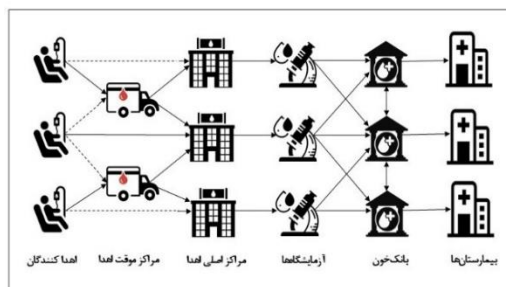 اهدا کنندگان
مراکز موقت اهدا
مراکز اصلی اهدا
آزمایشگاه‌ها
بانک‌خون
بیمارستان‌ها